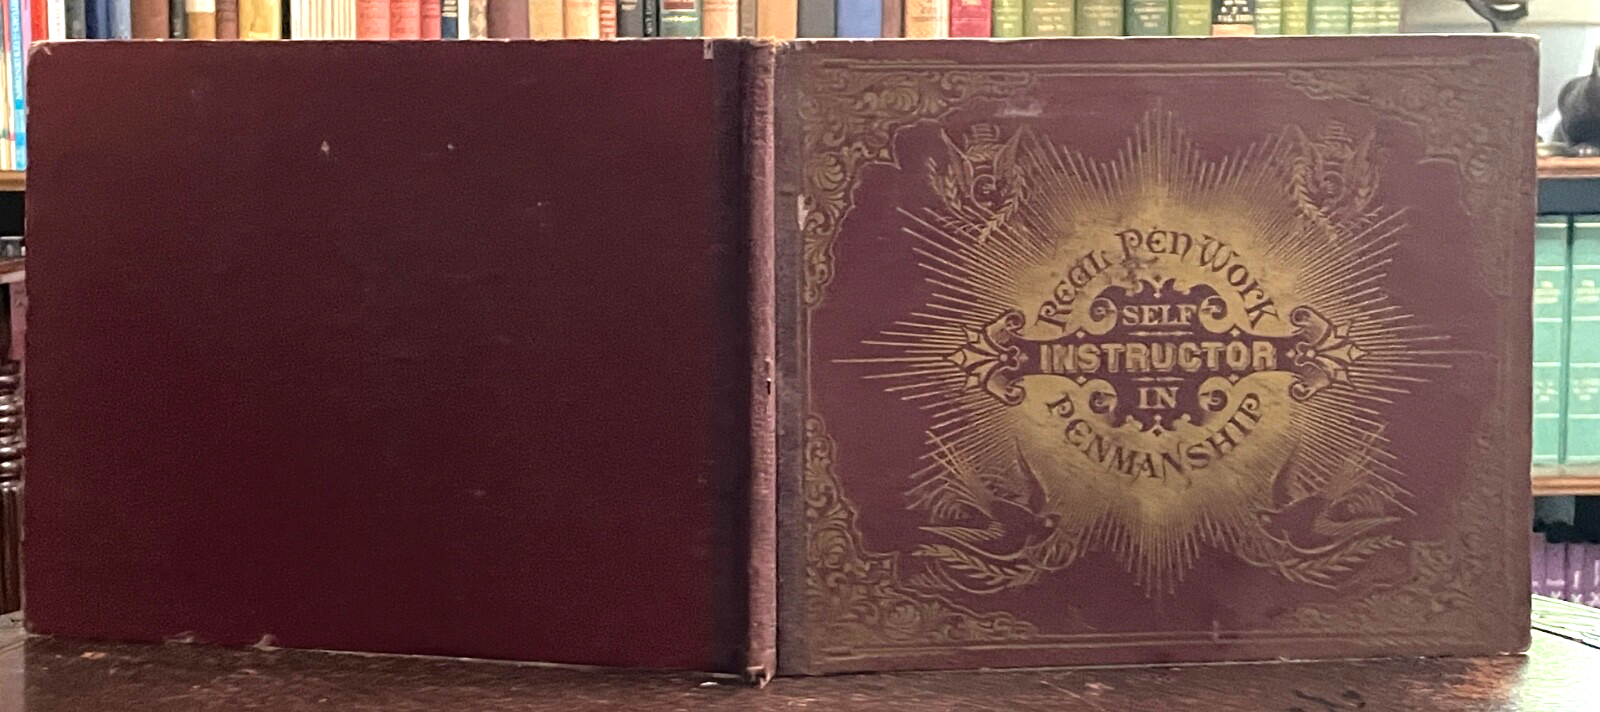 REAL PEN WORK
SELF
INSTRUCTOR
IN
PENMANSHIP